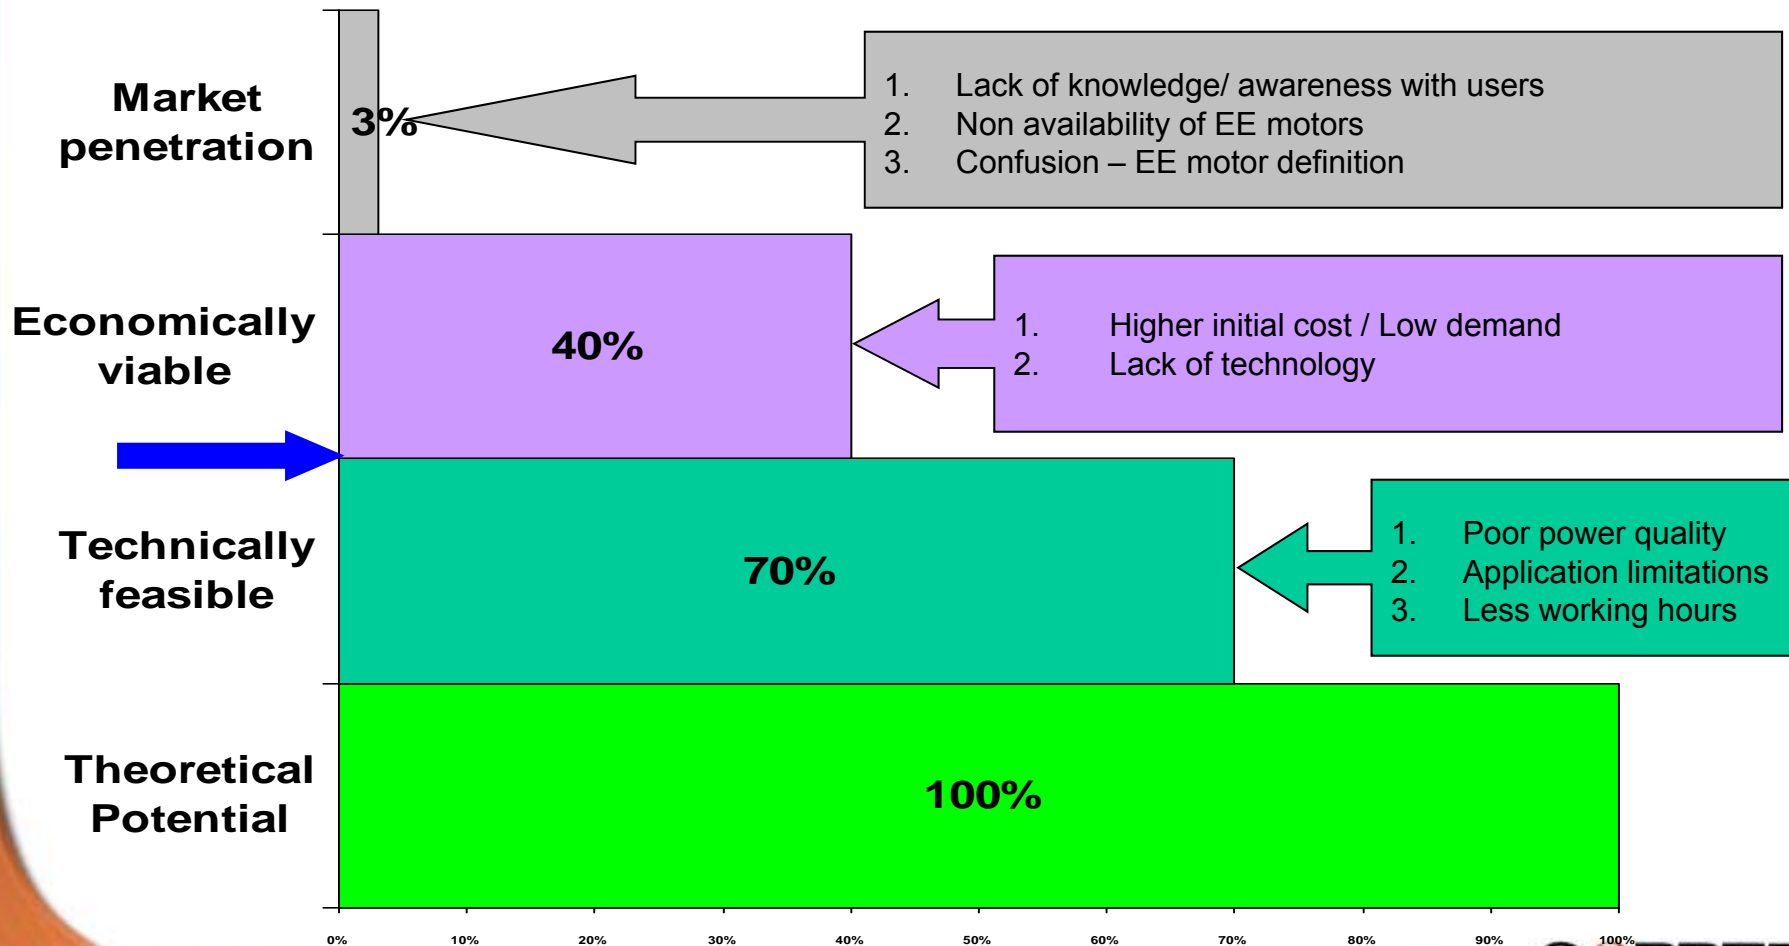 Market
penetration
3%
1. Lack of knowledge/ awareness with users
2. Non availability of EE motors
3. Confusion – EE motor definition
Economically
viable
40%
1. Higher initial cost / Low demand
2. Lack of technology
Technically
feasible
70%
1. Poor power quality
2. Application limitations
3. Less working hours
Theoretical
Potential
100%
0% 10% 20% 30% 40% 50% 60% 70% 80% 90% 100%